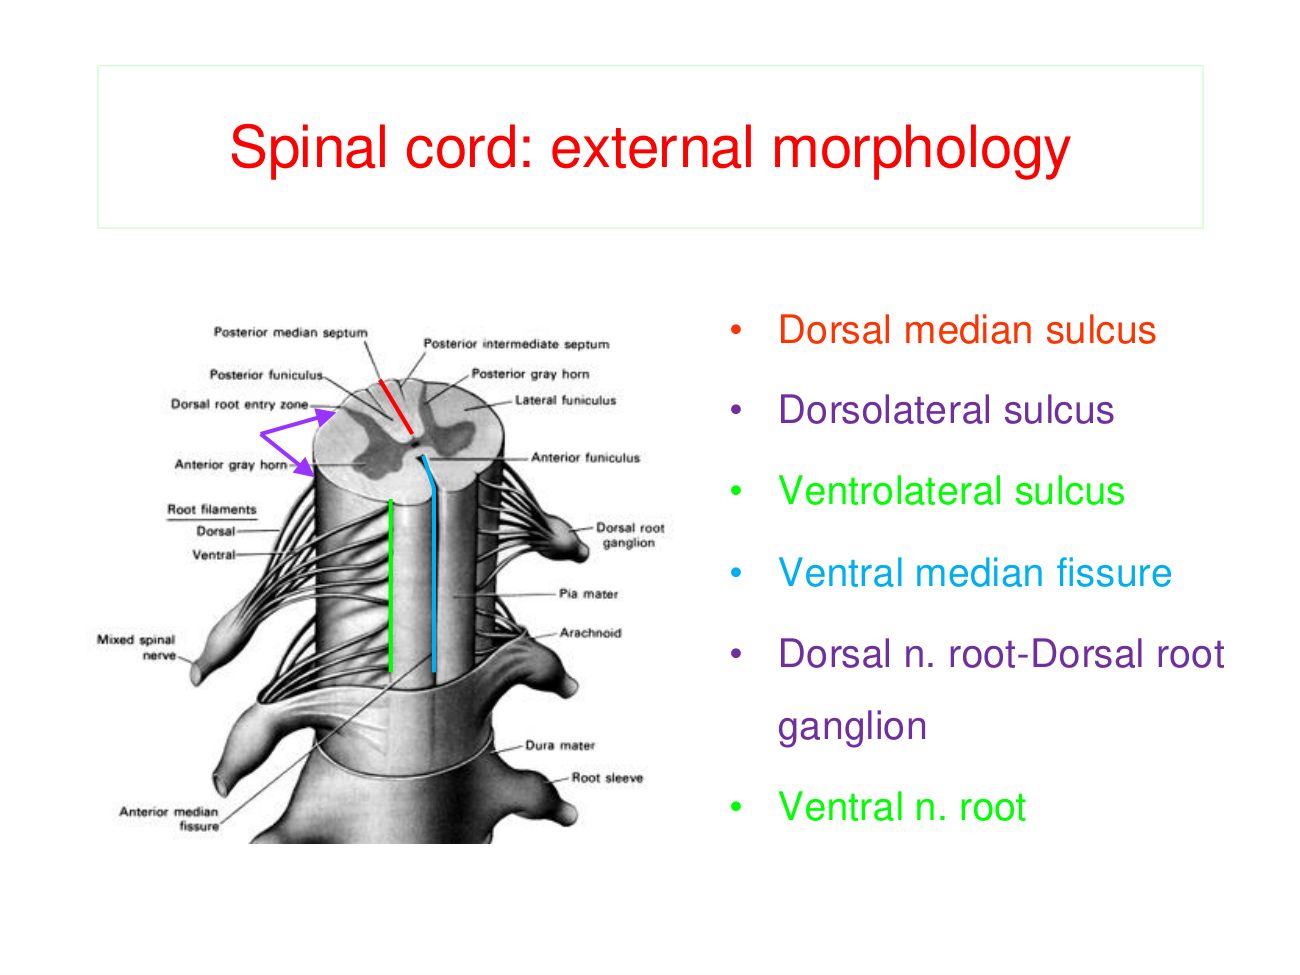 Spinal cord: external morphology
Posterior median septum
Posterior intermediate septum
Posterior funiculus
Posterior gray horn
Dorsal root entry zone
Lateral funiculus
Anterior gray horn
Anterior funiculus
Root filaments
Dorsal
Ventral
Dorsal root
ganglion
Pia mater
Mixed spinal
nerve
Arachnoid
Dura mater
Root sleeve
Anterior median
fissure
• Dorsal median sulcus
• Dorsolateral sulcus
• Ventrolateral sulcus
• Ventral median fissure
• Dorsal n. root-Dorsal root
ganglion
• Ventral n. root